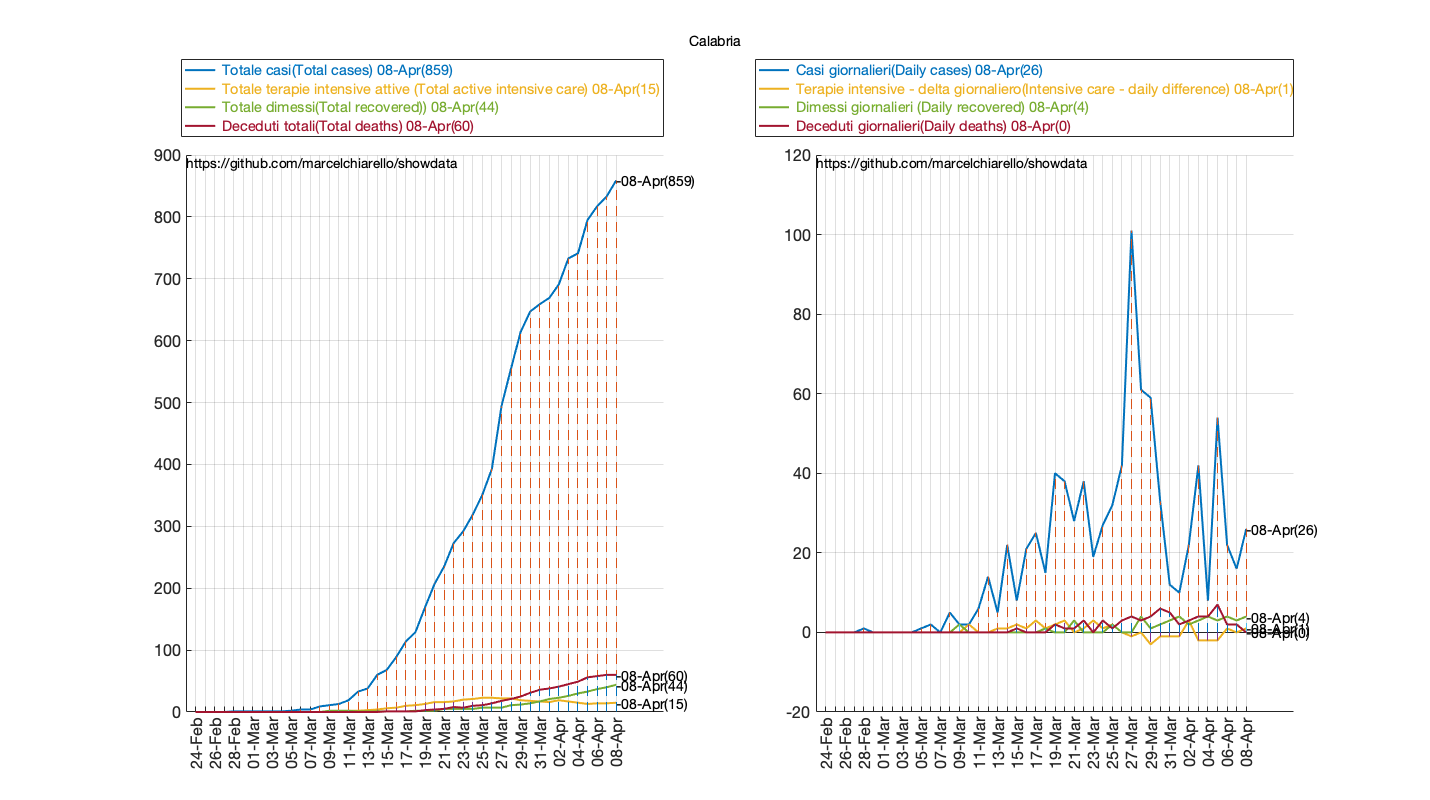 Calabria
Totale casi(Total cases) 08-Apr(859)
Totale terapie intensive attive (Total active intensive care) 08-Apr(15)
Totale dimessi(Total recovered)) 08-Apr(44)
Deceduti totali(Total deaths) 08-Apr(60)
900
800
700
600
500
400
300
200
100
0
https://github.com/marcelchiarello/showdata
08-Apr(859)
08-Apr(60)
08-Apr(44)
08-Apr(15)
24-Feb
26-Feb
28-Feb
01-Mar
03-Mar
05-Mar
07-Mar
09-Mar
11-Mar
13-Mar
15-Mar
17-Mar
19-Mar
21-Mar
23-Mar
25-Mar
27-Mar
29-Mar
31-Mar
02-Apr
04-Apr
06-Apr
08-Apr
Casi giornalieri(Daily cases) 08-Apr(26)
Terapie intensive - delta giornaliero(Intensive care - daily difference) 08-Apr(1)
Dimessi giornalieri (Daily recovered) 08-Apr(4)
Deceduti giornalieri(Daily deaths) 08-Apr(0)
120
100
80
60
40
20
0
-20
https://github.com/marcelchiarello/showdata
08-Apr(26)
08-Apr(4)
08-Apr(1)
08-Apr(0)
24-Feb
26-Feb
28-Feb
01-Mar
03-Mar
05-Mar
07-Mar
09-Mar
11-Mar
13-Mar
15-Mar
17-Mar
19-Mar
21-Mar
23-Mar
25-Mar
27-Mar
29-Mar
31-Mar
02-Apr
04-Apr
06-Apr
08-Apr